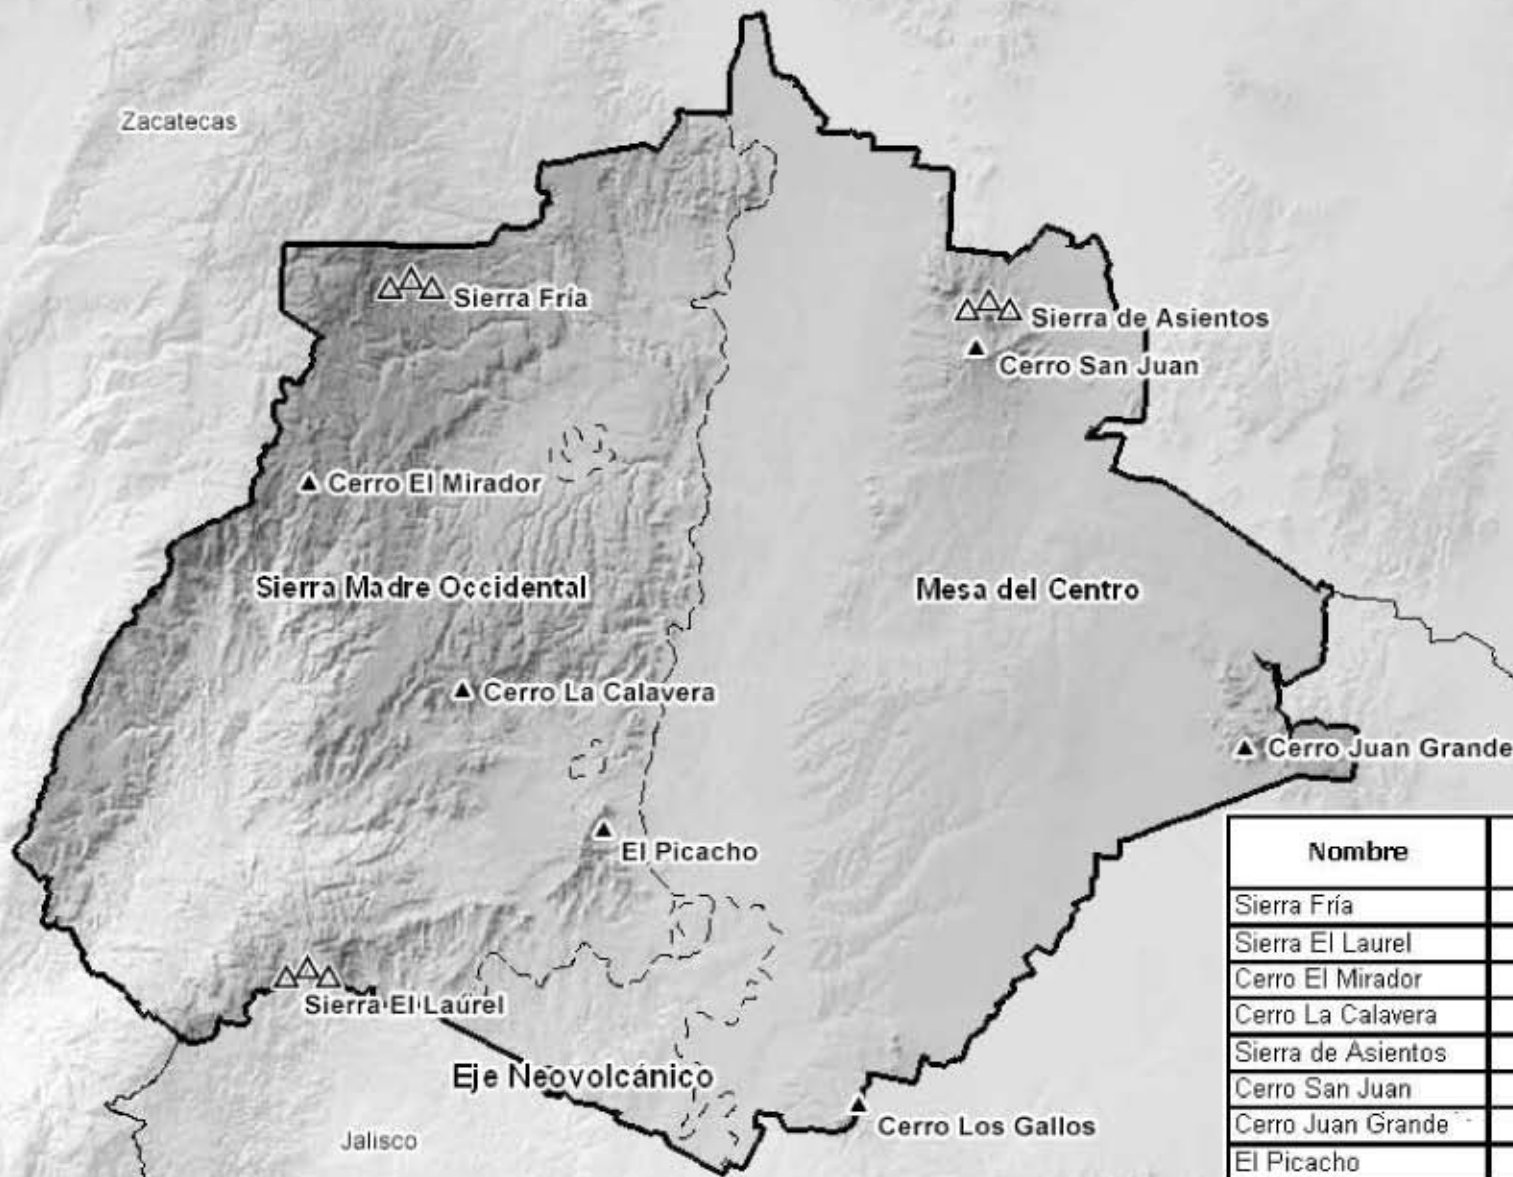 Zacatecas
Sierra Fría
Sierra de Asientos
Cerro San Juan
Cerro El Mirador
Sierra Madre Occidental
Mesa del Centro
Cerro La Calavera
Cerro Juan Grande
El Picacho
Sierra El Laurel
Eje Neovolcánico
Cerro Los Gallos
Jalisco
Nombre
Sierra Fría
Sierra El Laurel
Cerro El Mirador
Cerro La Calavera
Sierra de Asientos
Cerro San Juan
Cerro Juan Grande
El Picacho